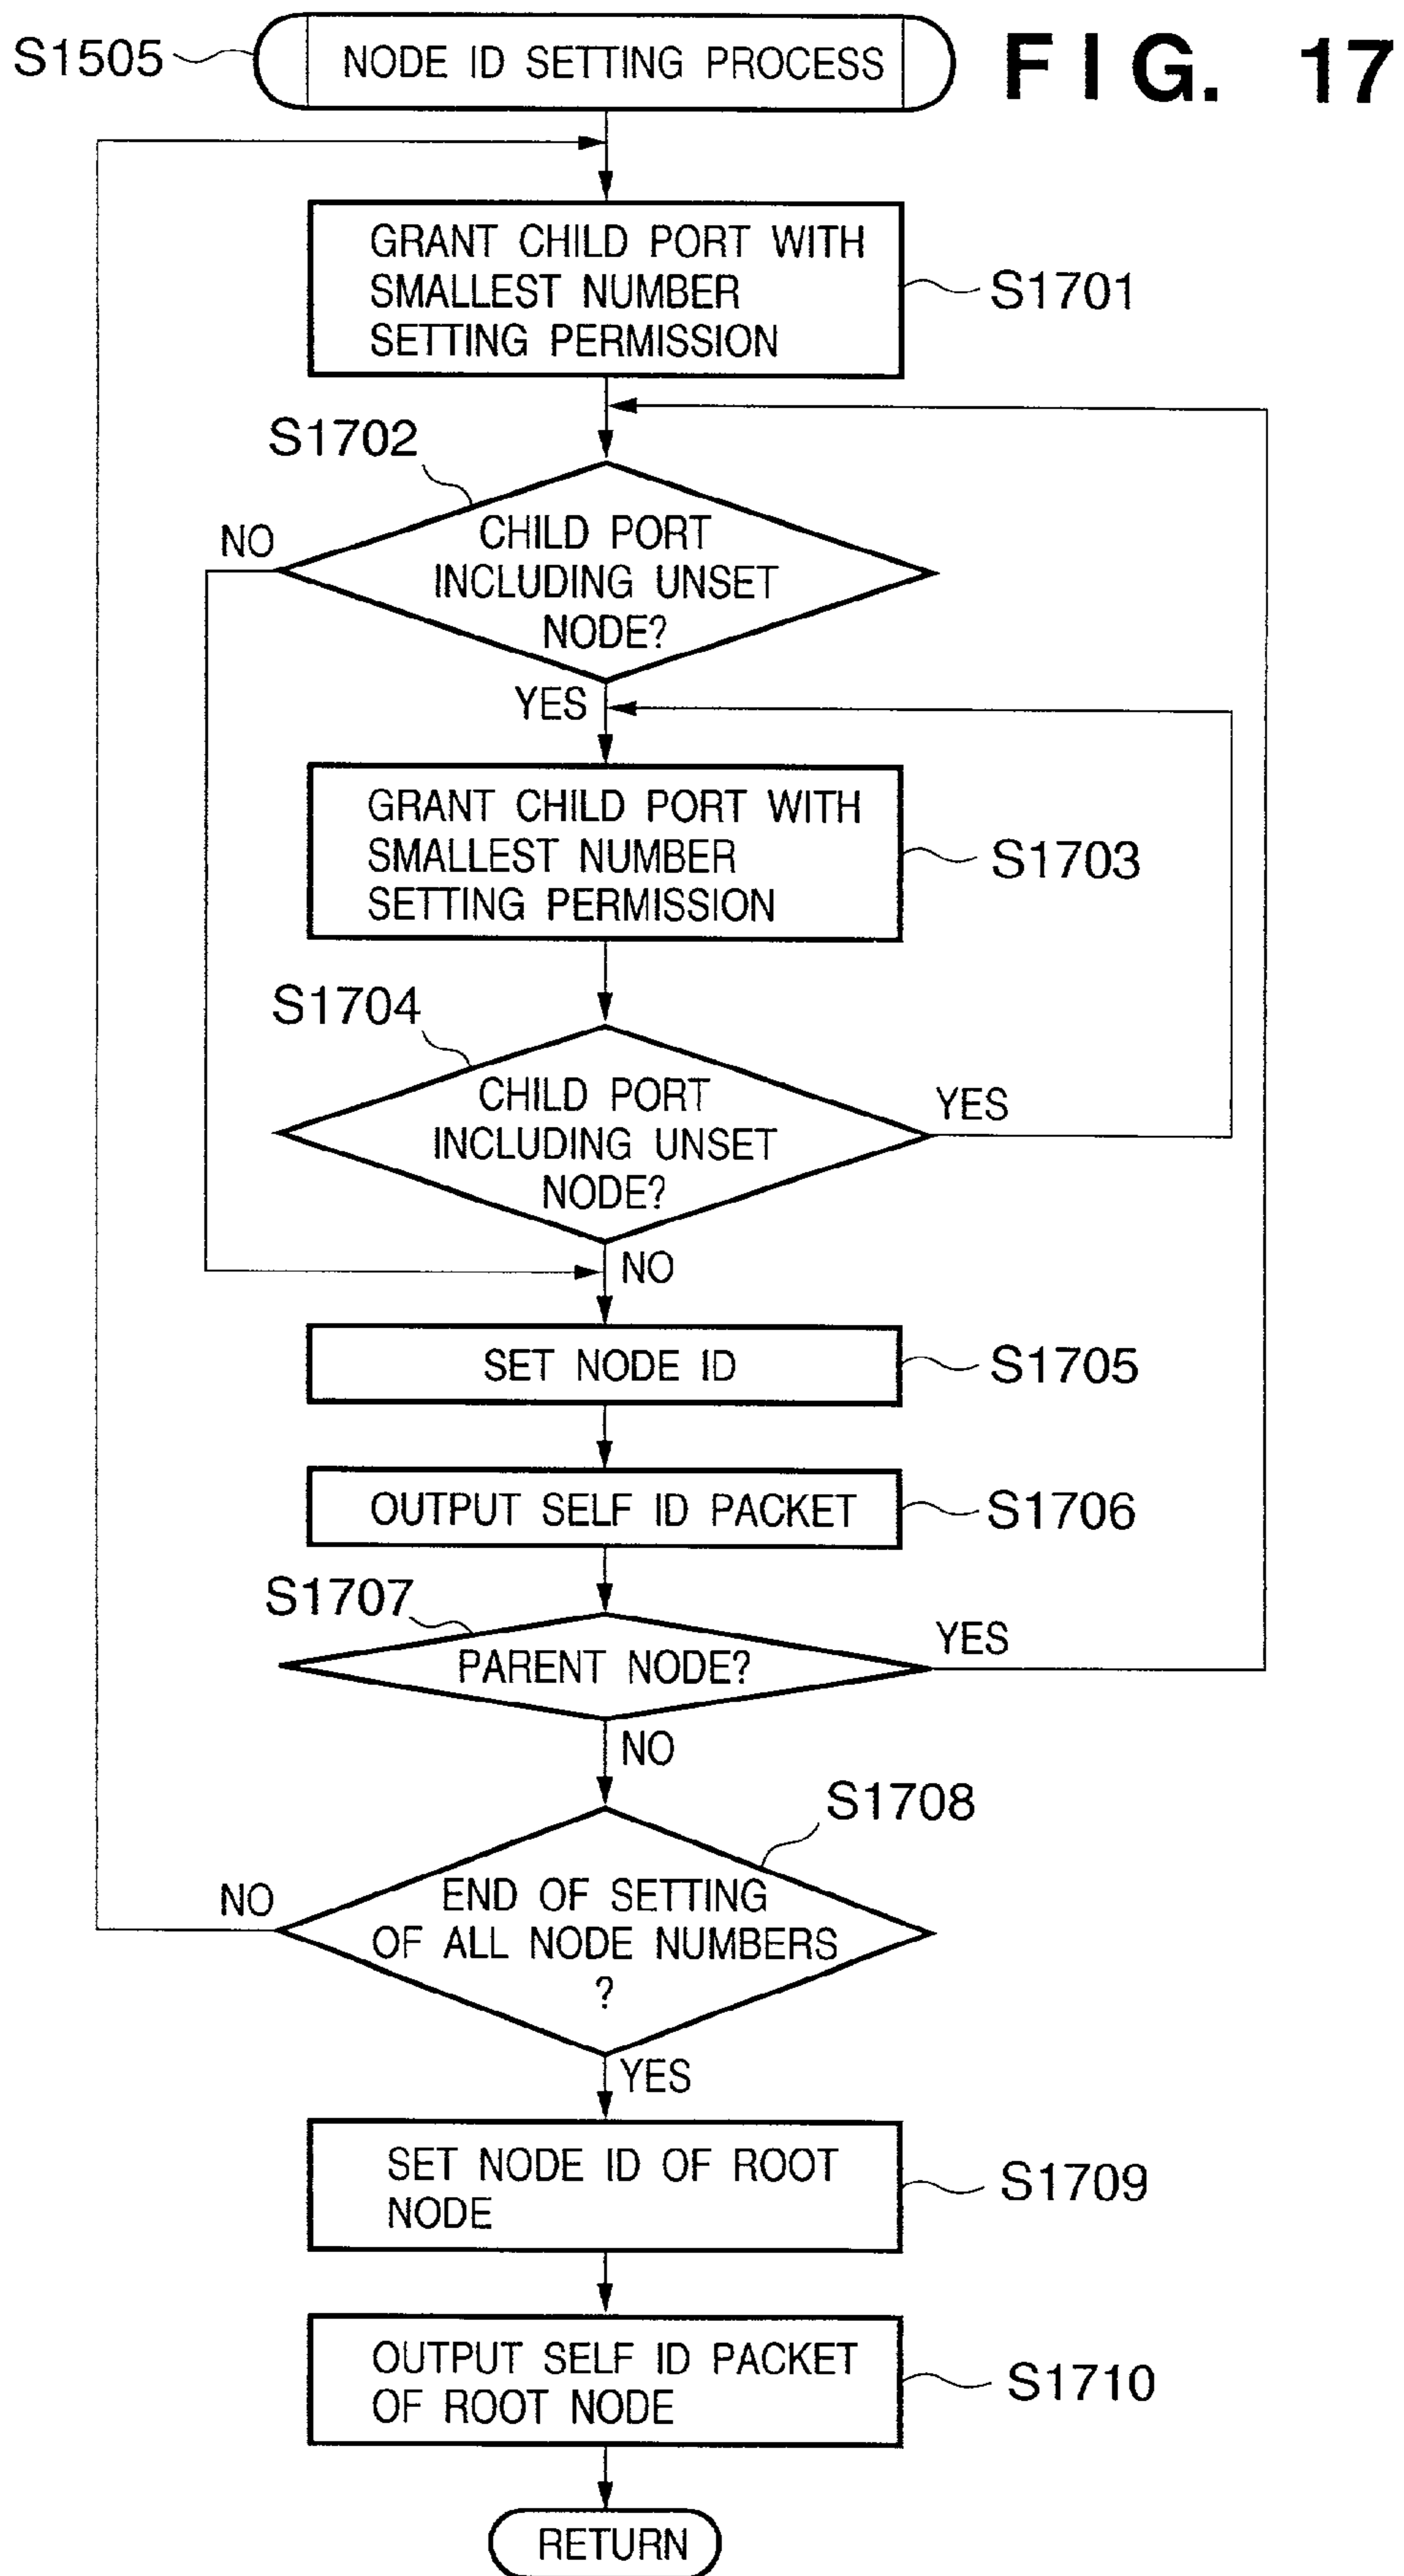 S1505
NODE ID SETTING PROCESS
FIG. 17
GRANT CHILD PORT WITH
SMALLEST NUMBER
SETTING PERMISSION
S1701
S1702
NO
CHILD PORT
INCLUDING UNSET
NODE?
YES
GRANT CHILD PORT WITH
SMALLEST NUMBER
SETTING PERMISSION
S1703
S1704
CHILD PORT
INCLUDING UNSET
NODE?
YES
NO
SET NODE ID
S1705
OUTPUT SELF ID PACKET
S1706
S1707
PARENT NODE?
YES
NO
S1708
NO
END OF SETTING
OF ALL NODE NUMBERS
?
YES
SET NODE ID OF ROOT
NODE
S1709
OUTPUT SELF ID PACKET
OF ROOT NODE
S1710
RETURN